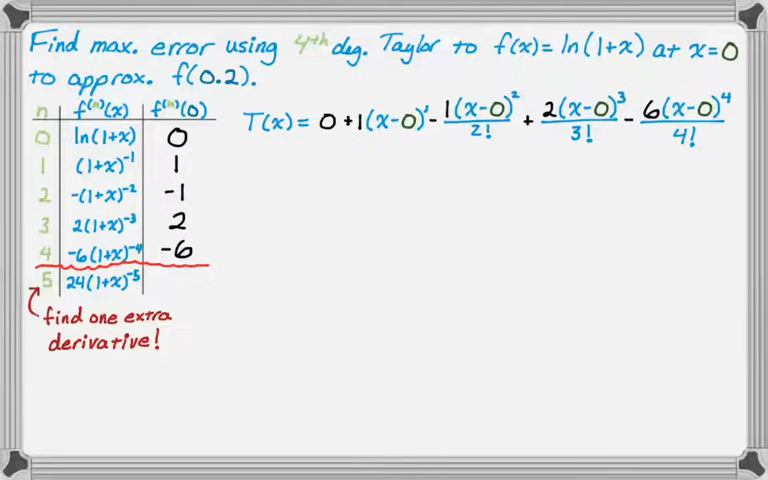 Find max. error using 4th deg. Taylor to f(x)=ln(1+x) at x=0
to approx. f(0.2).
n f⁽ⁿ⁾(x) f⁽ⁿ⁾(0)
0 ln(1+x) 0
1 (1+x)⁻¹ 1
2 -(1+x)⁻² -1
3 2(1+x)⁻³ 2
4 -6(1+x)⁻⁴ -6
5 24(1+x)⁻⁵
find one extra
derivative!
T(x) = 0 + 1(x-0)¹ - 1(x-0)²/2! + 2(x-0)³/3! - 6(x-0)⁴/4!